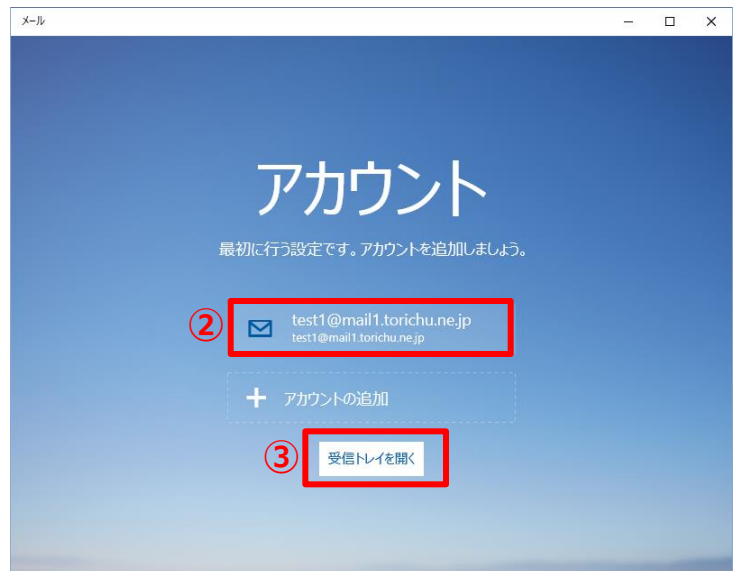 メール
アカウント
最初に行う設定です。アカウントを追加しましょう。
② test1@mail1.torichu.ne.jp
test1@mail1.torichu.ne.jp
+ アカウントの追加
③ 受信トレイを開く